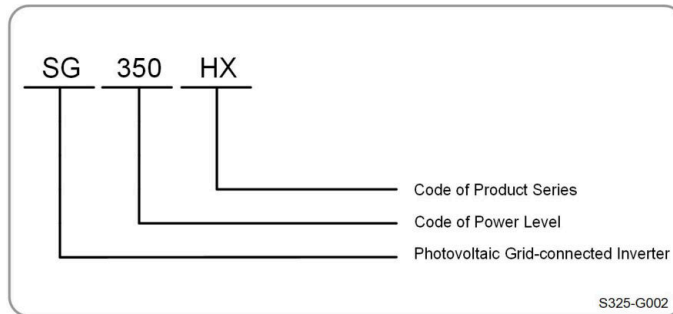 SG 350 HX
Code of Product Series
Code of Power Level
Photovoltaic Grid-connected Inverter
S325-G002